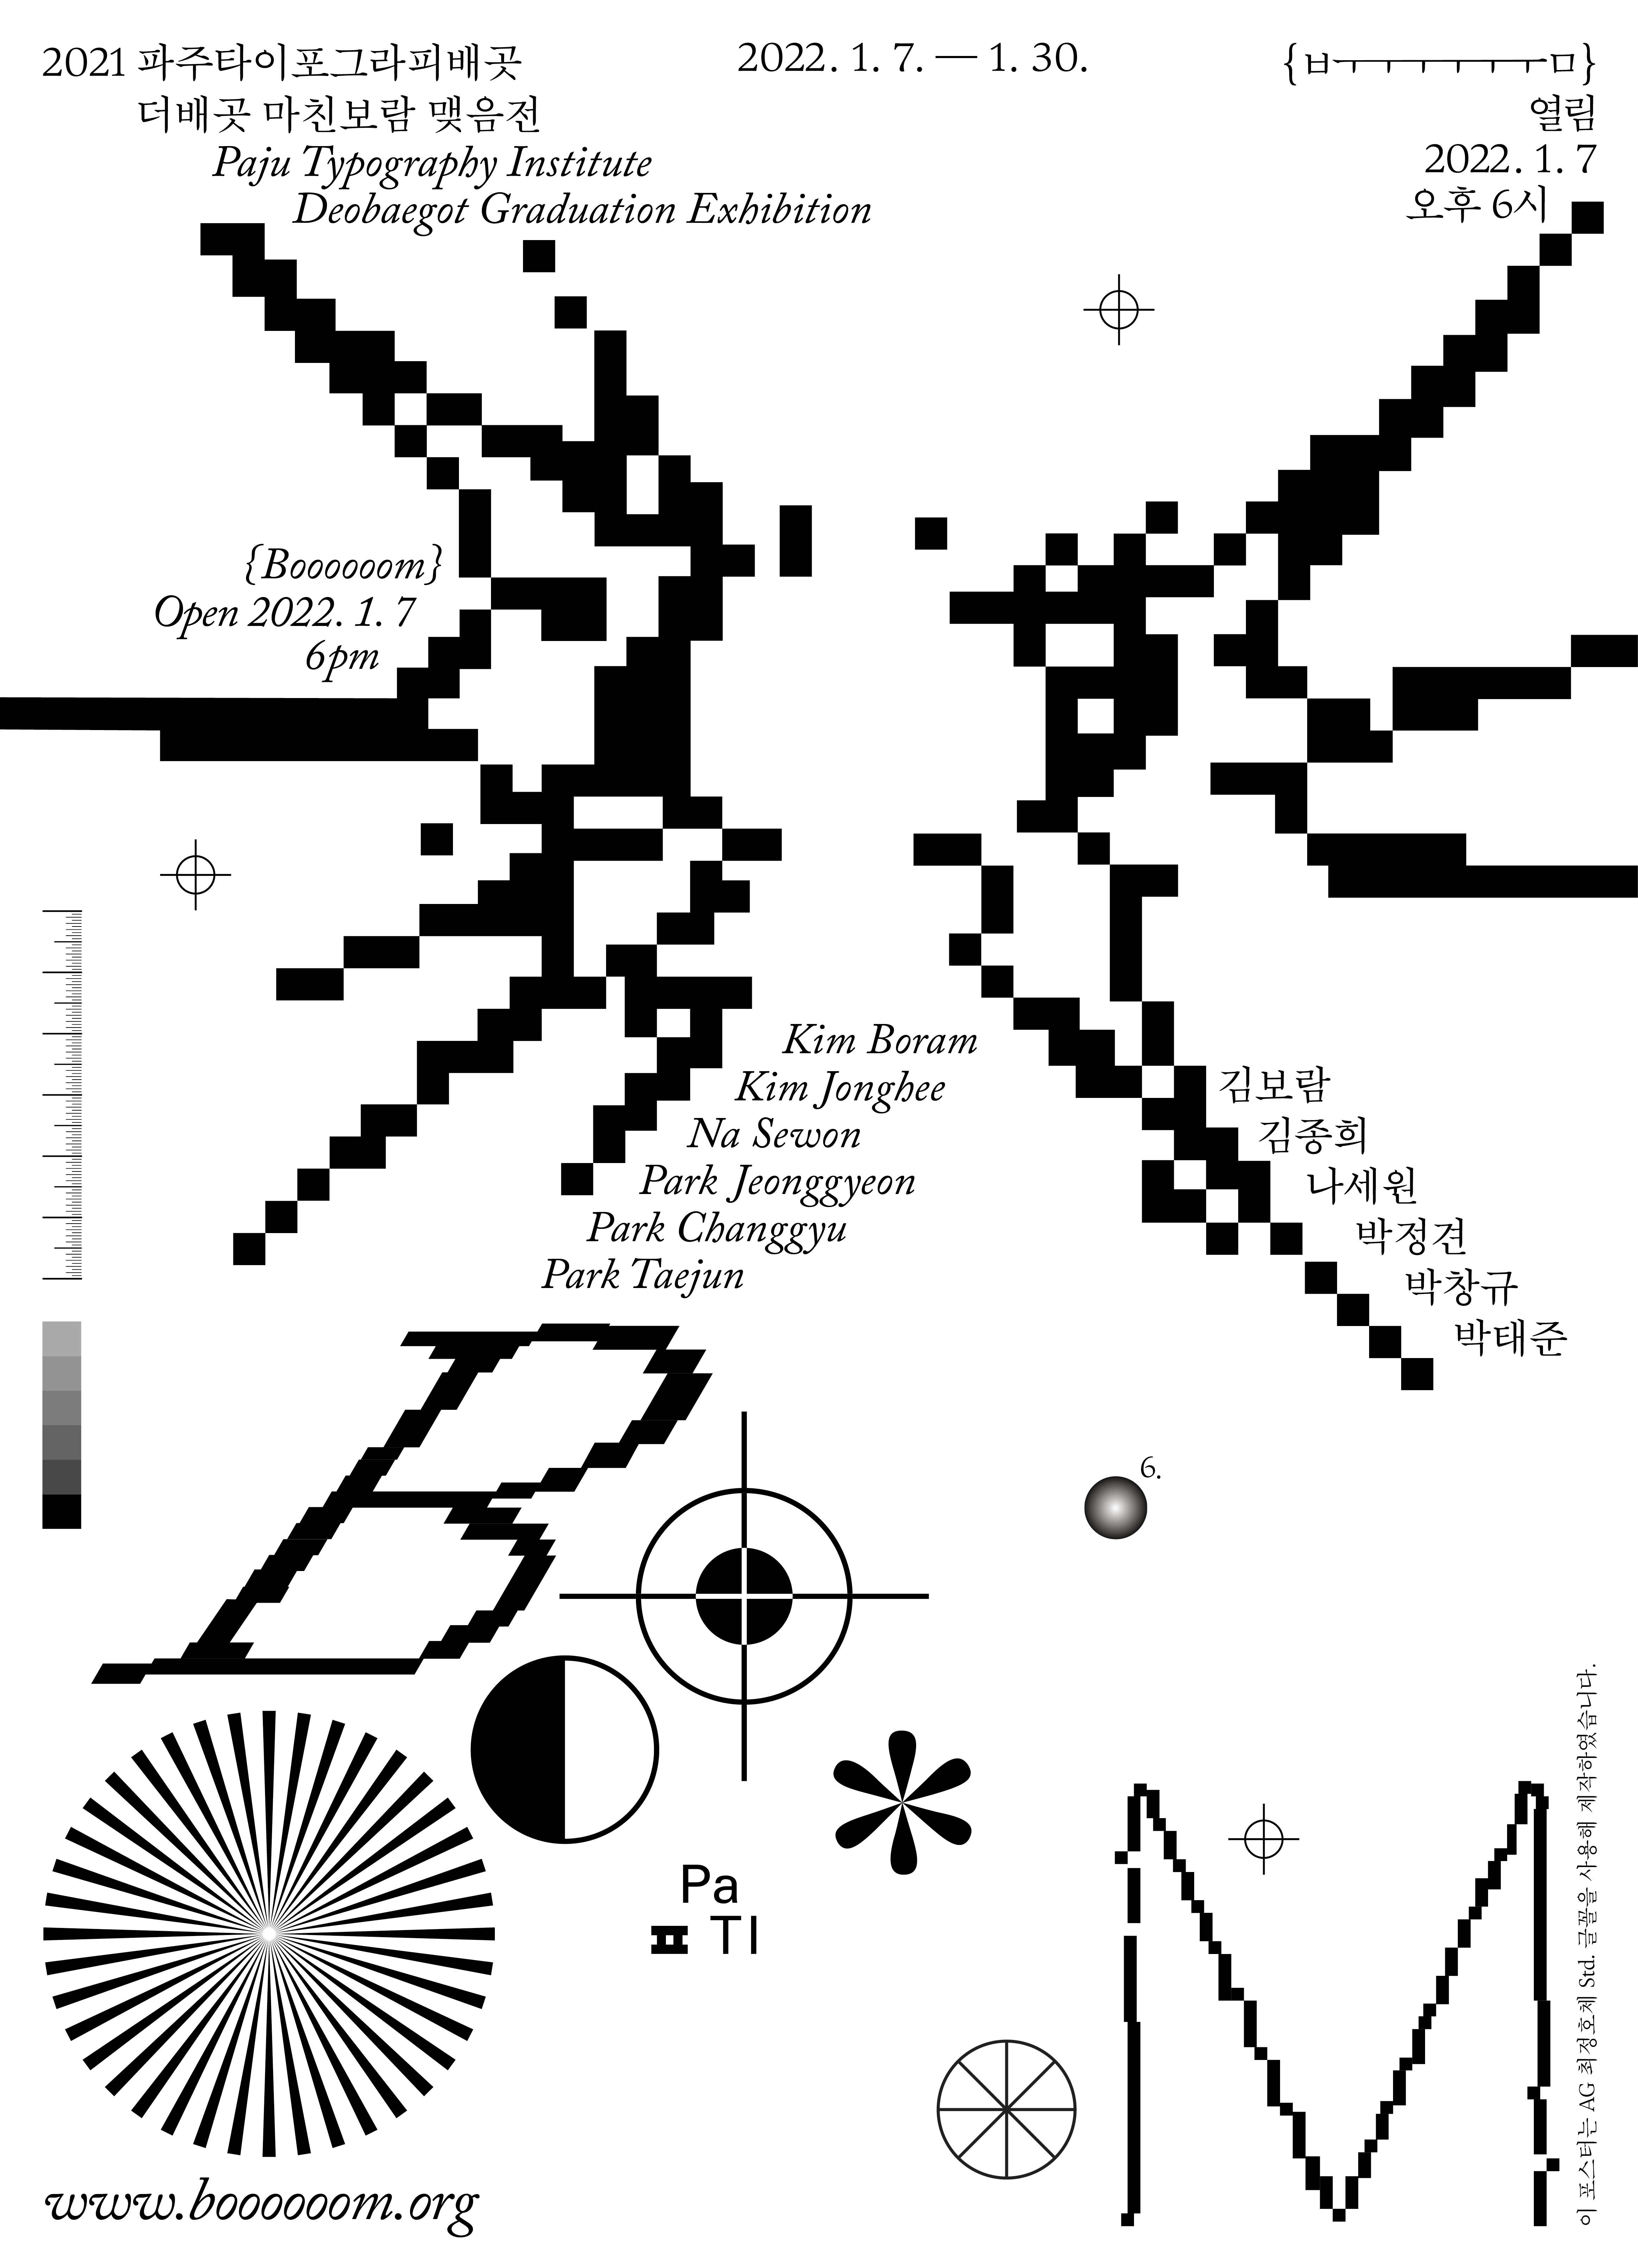 2021 파주타이포그라피배곳
더배곳 마친보람 맺음전
Paju Typography Institute
Deobaegot Graduation Exhibition
2022. 1. 7. — 1. 30.
{ㅂㅜㅜㅜㅜㅜㅜㅁ}
열림
2022. 1. 7
오후 6시
{Boooooom}
Open 2022. 1. 7
6pm
Kim Boram
Kim Jonghee
Na Sewon
Park Jeonggyeon
Park Changgyu
Park Taejun
김보람
김종희
나세원
박정견
박창규
박태준
B
6.
Pa
TI
M
이 포스터는 AG 최정호체 Std. 글꼴을 사용해 제작하였습니다.
www.boooooom.org